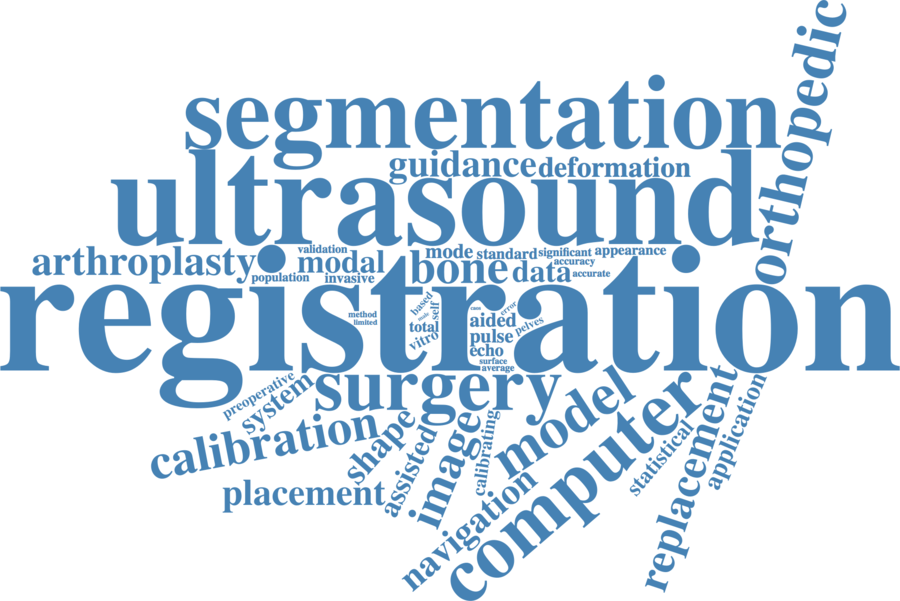 orthopedic
segmentation
guidance deformation
ultrasound
arthroplasty
validation
modal
population
invasive
mode standard significant appearance
bone data
accuracy
accurate
registration
method
limited
based
self
total
vitro
error
aided
pelves
pulse
echo
surface
average
surgery
preoperative
system
calibration
shape
placement
assisted
image
calibrating
model
navigation
computer
statistical
replacement
application